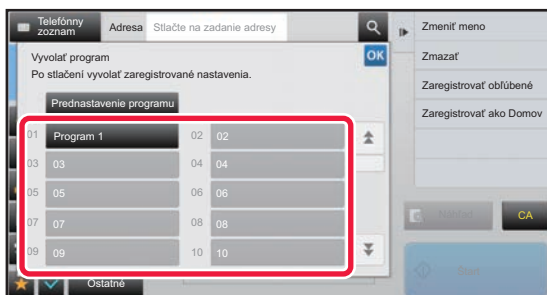 Telefónny zoznam
Adresa
Stlačte na zadanie adresy
Vyvolať program
OK
Po stlačení vyvolať zaregistrované nastavenia.
Prednastavenie programu
01 Program 1
02 02
03 03
04 04
05 05
06 06
07 07
08 08
09 09
10 10
Ostatné
Zmeniť meno
Zmazať
Zaregistrovať obľúbené
Zaregistrovať ako Domov
CA